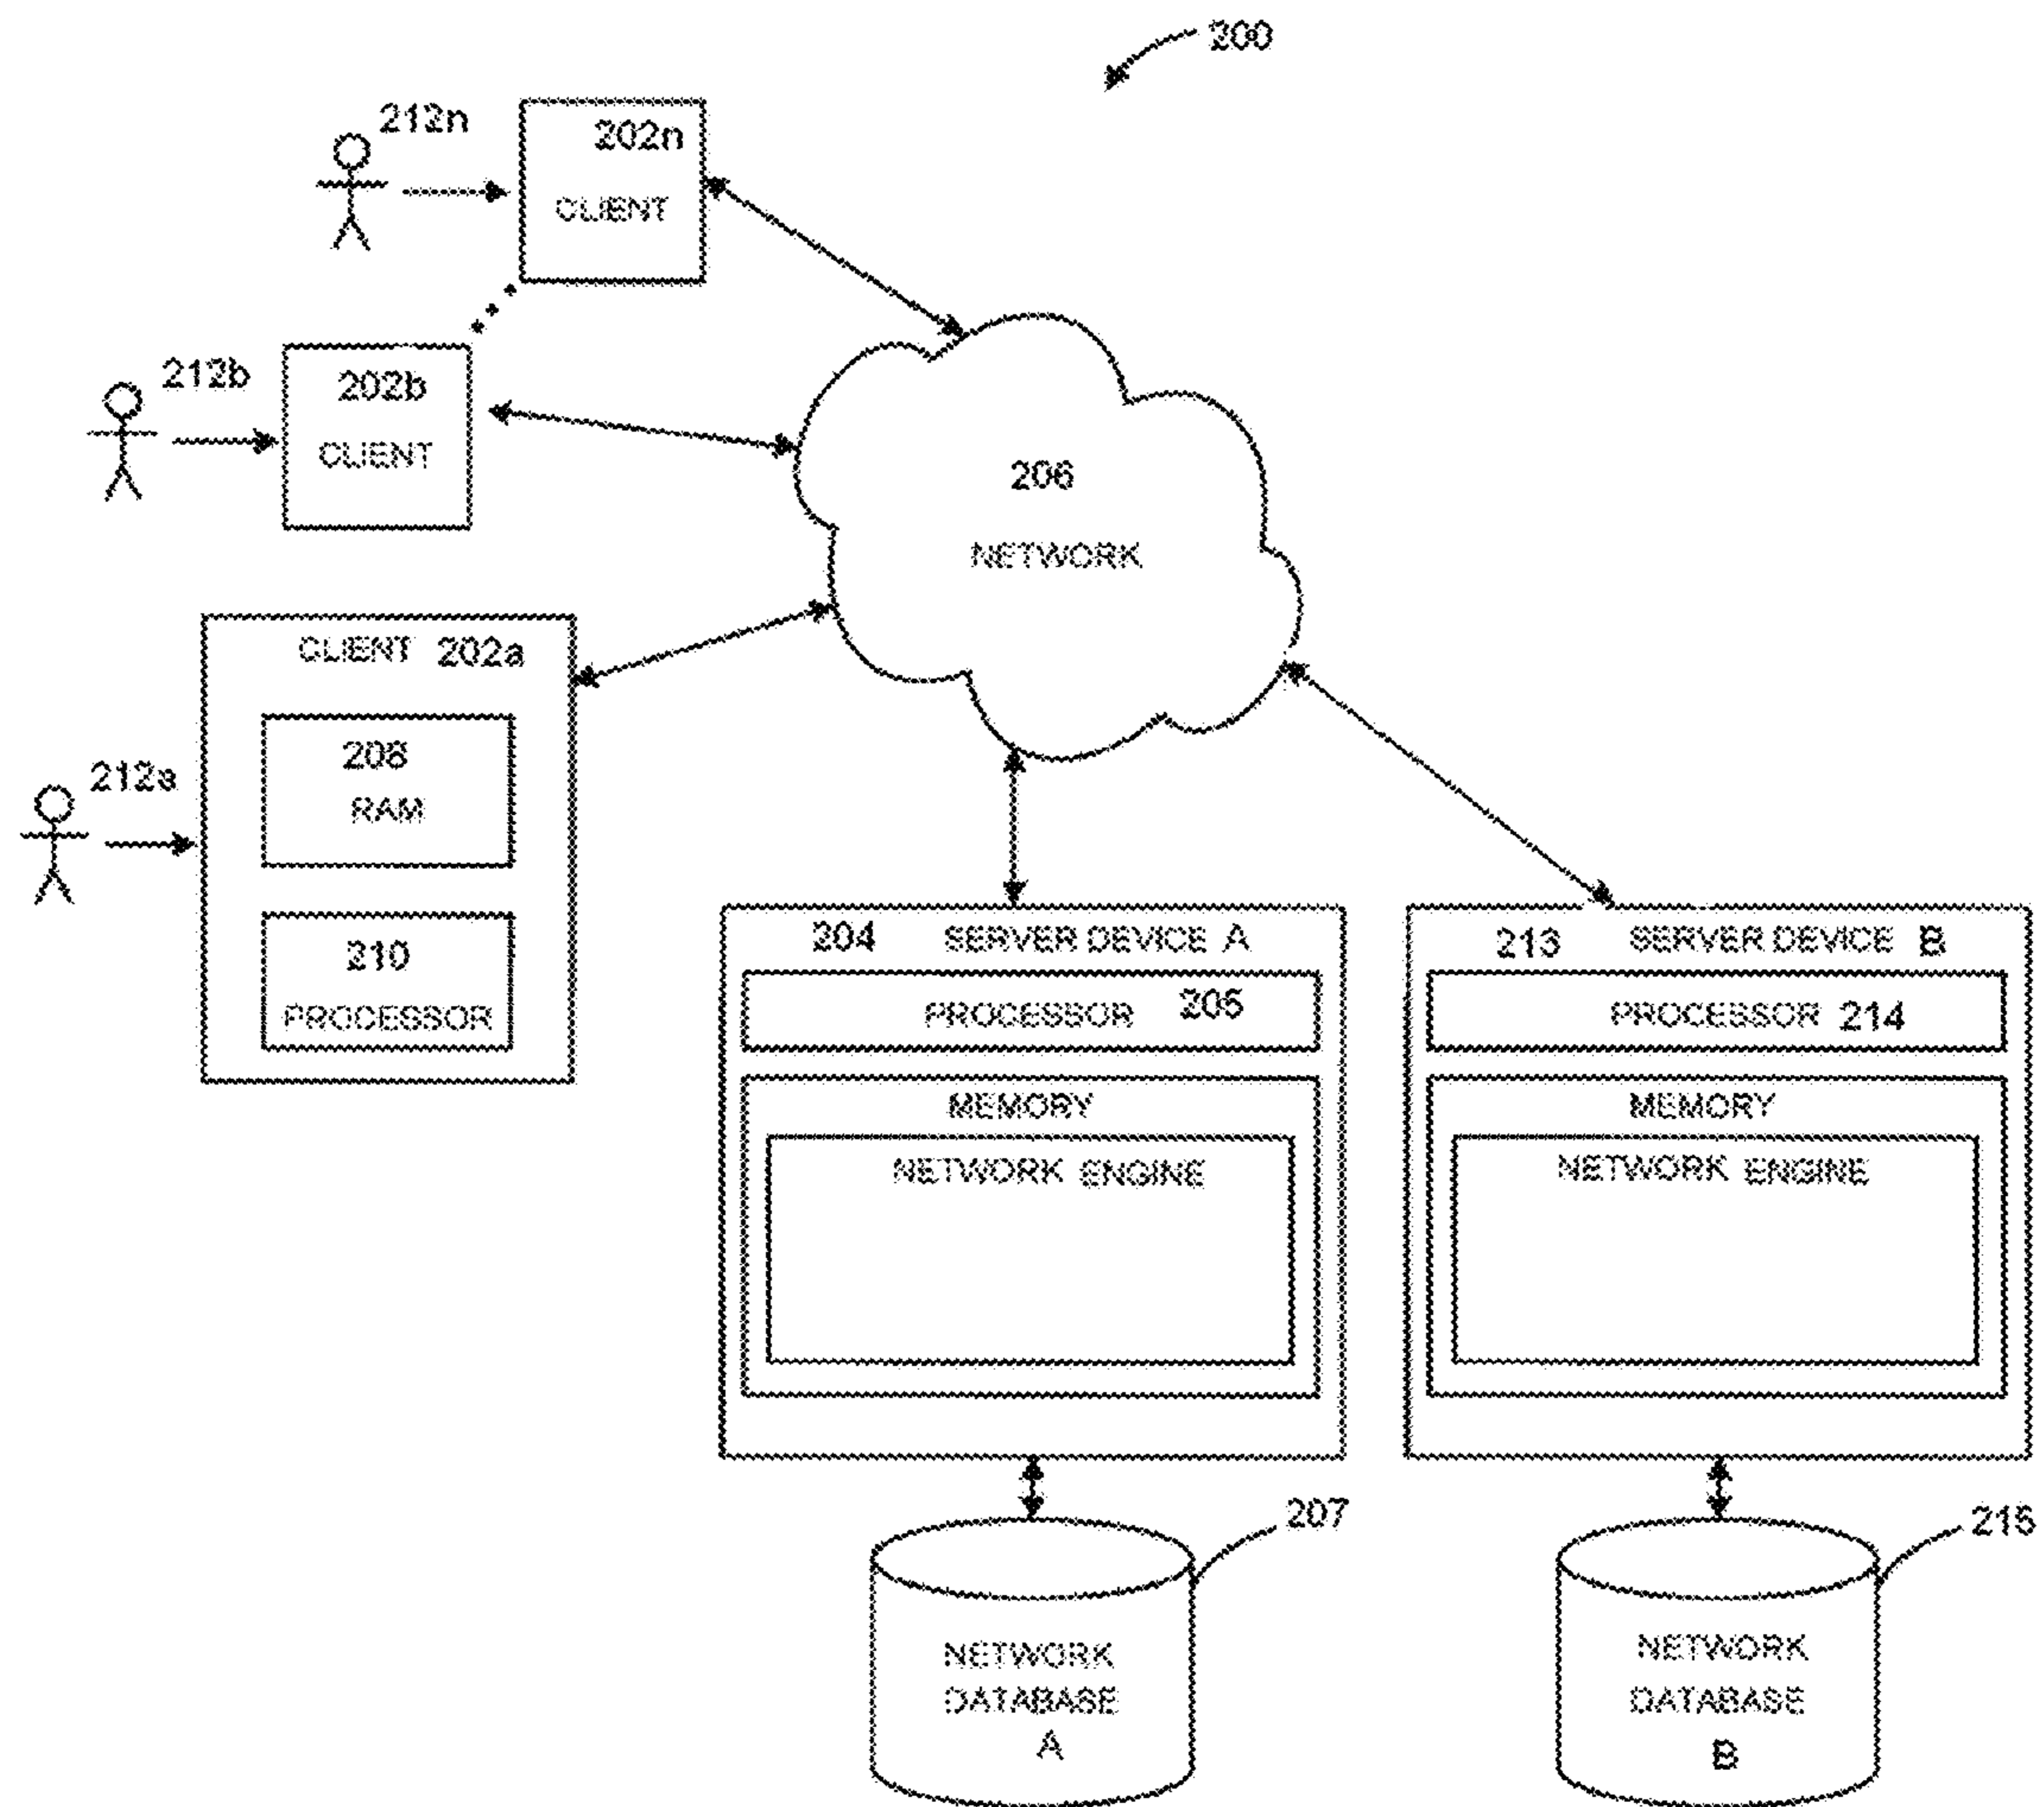 200
212n
202n
CLIENT
212b
202b
CLIENT
206
NETWORK
CLIENT 202a
208
RAM
212a
210
PROCESSOR
204 SERVER DEVICE A
PROCESSOR 205
MEMORY
NETWORK ENGINE
213 SERVER DEVICE B
PROCESSOR 214
MEMORY
NETWORK ENGINE
207
NETWORK
DATABASE
A
NETWORK
DATABASE
B